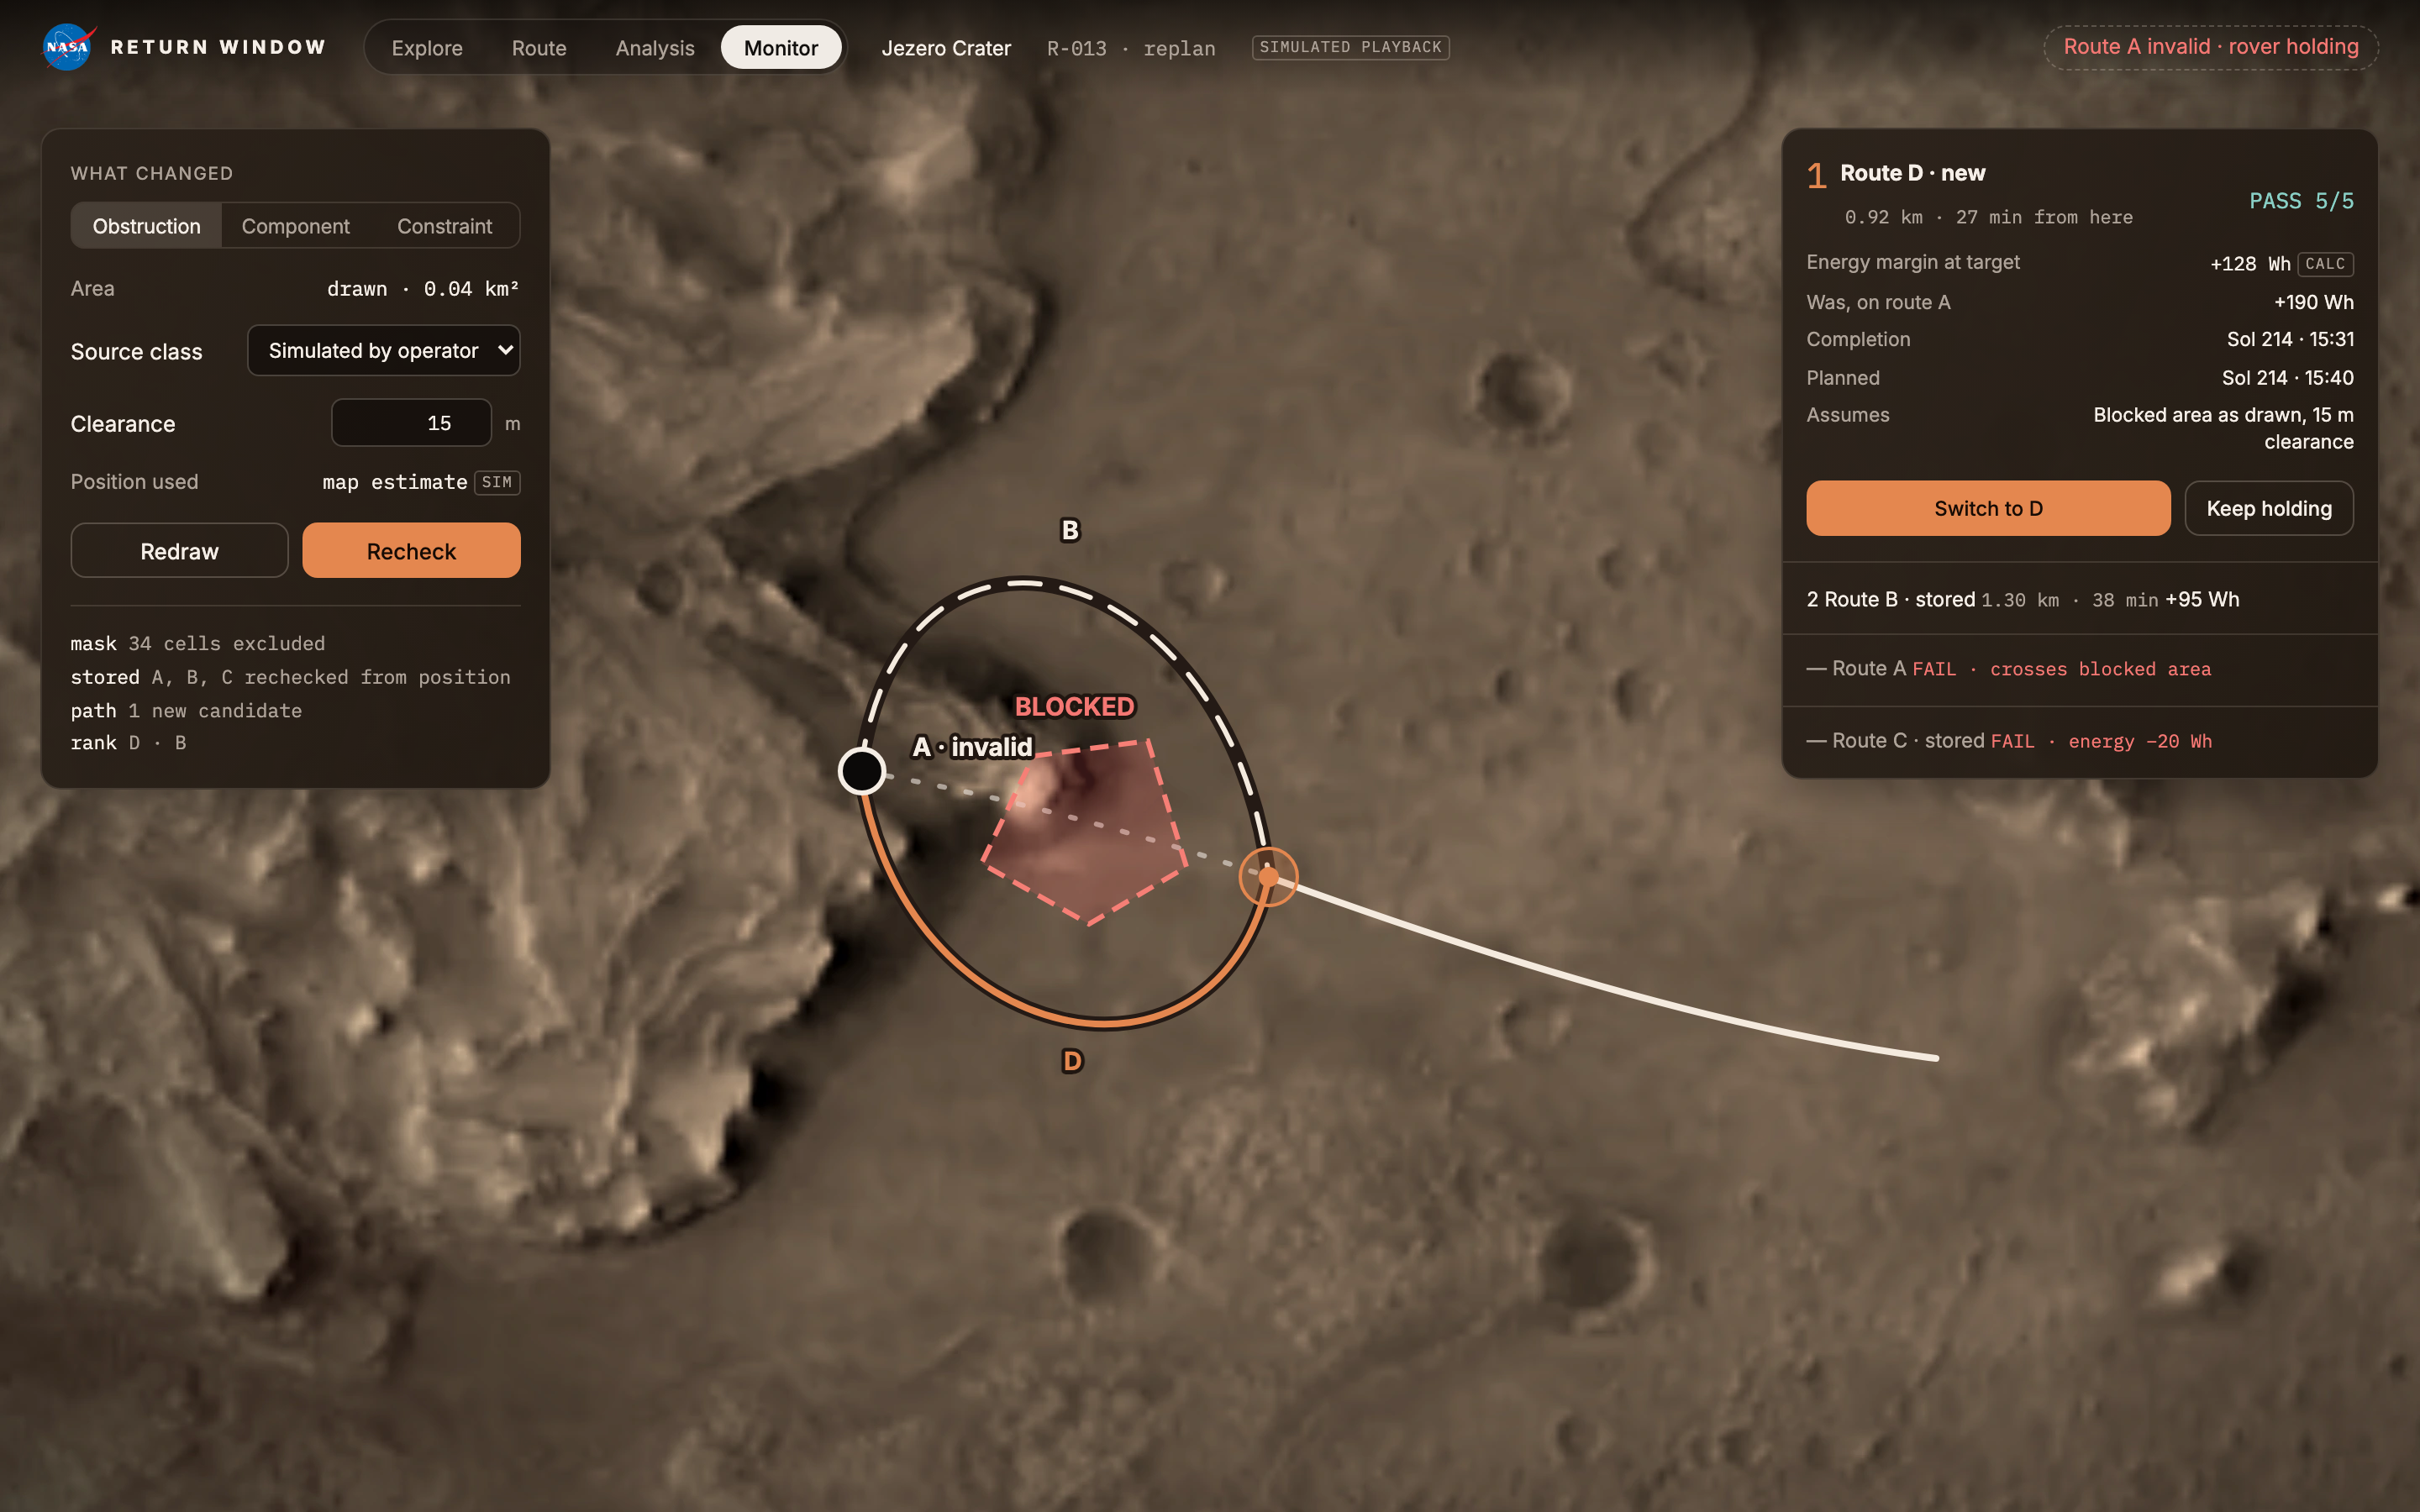 NASA RETURN WINDOW Explore Route Analysis Monitor Jezero Crater R-013 · replan SIMULATED PLAYBACK Route A invalid · rover holding
WHAT CHANGED
Obstruction Component Constraint
Area drawn · 0.04 km²
Source class Simulated by operator
Clearance 15 m
Position used map estimate SIM
Redraw Recheck
mask 34 cells excluded
stored A, B, C rechecked from position
path 1 new candidate
rank D · B
B
BLOCKED
A · invalid
D
1 Route D · new
PASS 5/5
0.92 km · 27 min from here
Energy margin at target +128 Wh CALC
Was, on route A +190 Wh
Completion Sol 214 · 15:31
Planned Sol 214 · 15:40
Assumes Blocked area as drawn, 15 m
clearance
Switch to D Keep holding
2 Route B · stored 1.30 km · 38 min +95 Wh
— Route A FAIL · crosses blocked area
— Route C · stored FAIL · energy −20 Wh